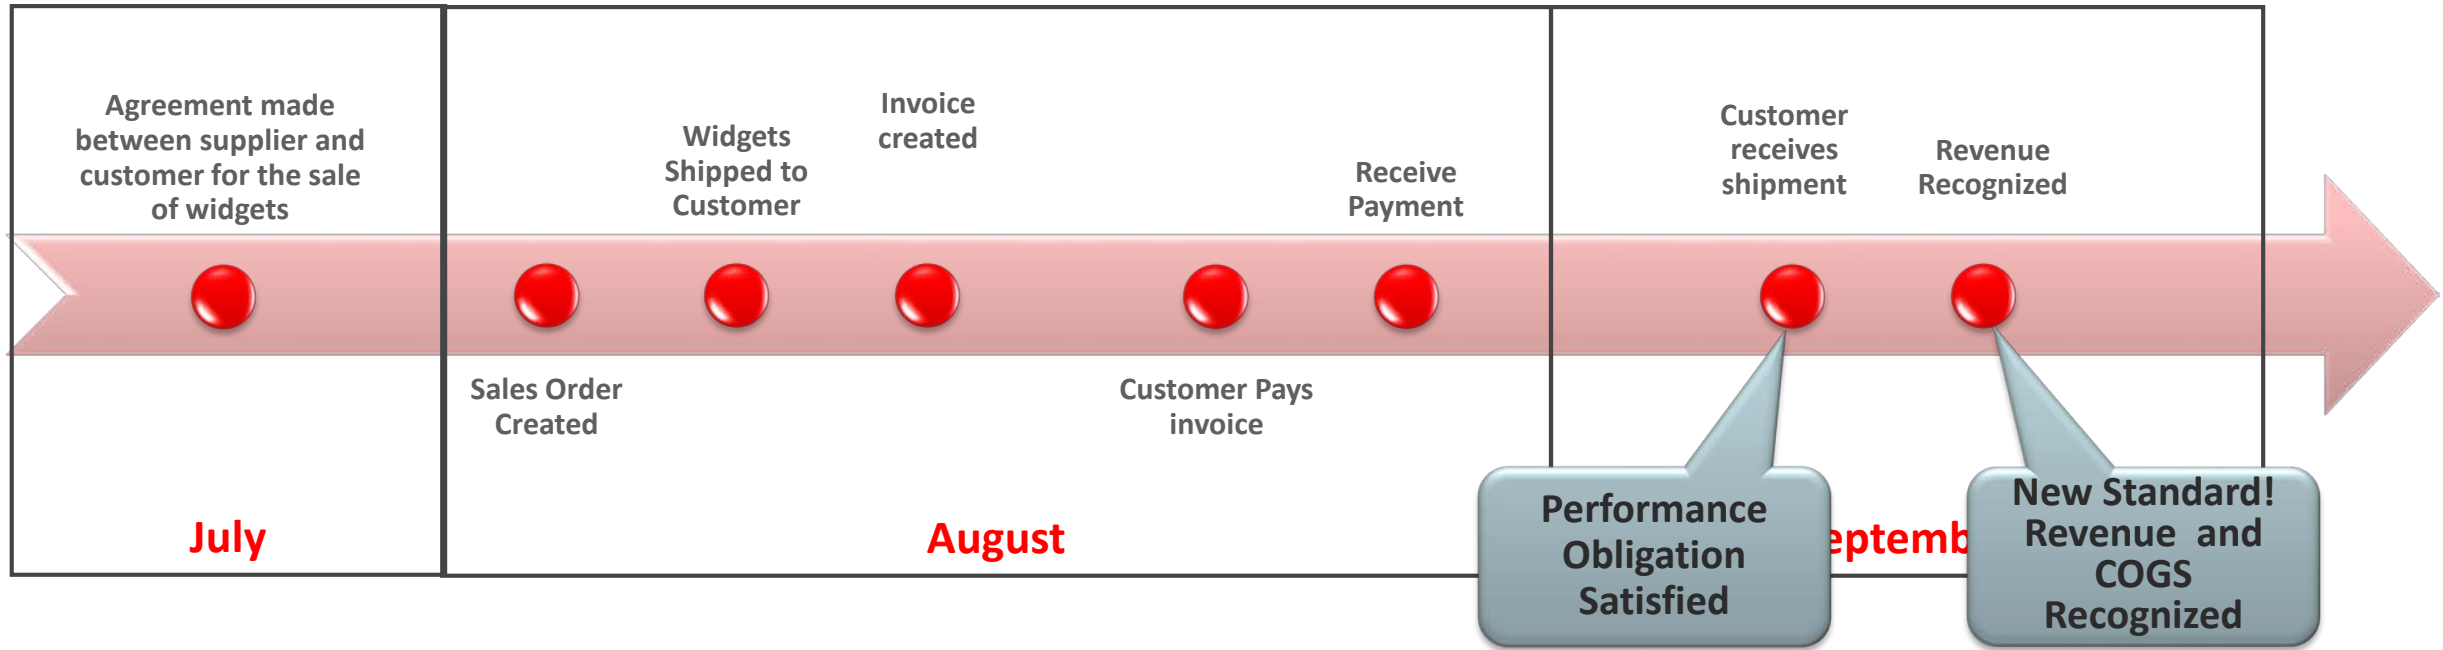 Agreement made
between supplier and
customer for the sale
of widgets
Sales Order
Created
Widgets
Shipped to
Customer
Invoice
created
Customer Pays
invoice
Receive
Payment
Customer
receives
shipment
Revenue
Recognized
July
August
eptemb
Performance
Obligation
Satisfied
New Standard!
Revenue and
COGS
Recognized